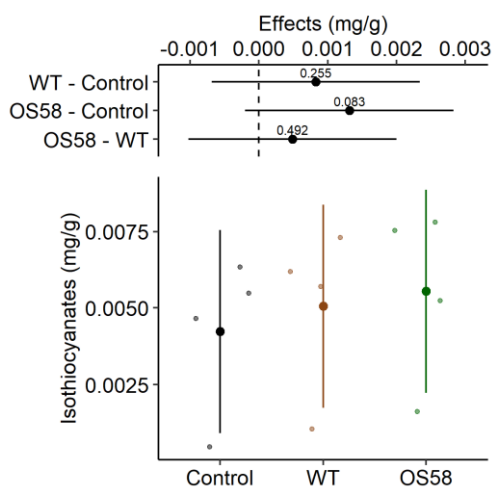 Effects (mg/g)
-0.001 0.000 0.001 0.002 0.003
WT - Control
0.255
OS58 - Control
0.083
OS58 - WT
0.492
Isothiocyanates (mg/g)
0.0075
0.0050
0.0025
Control WT OS58